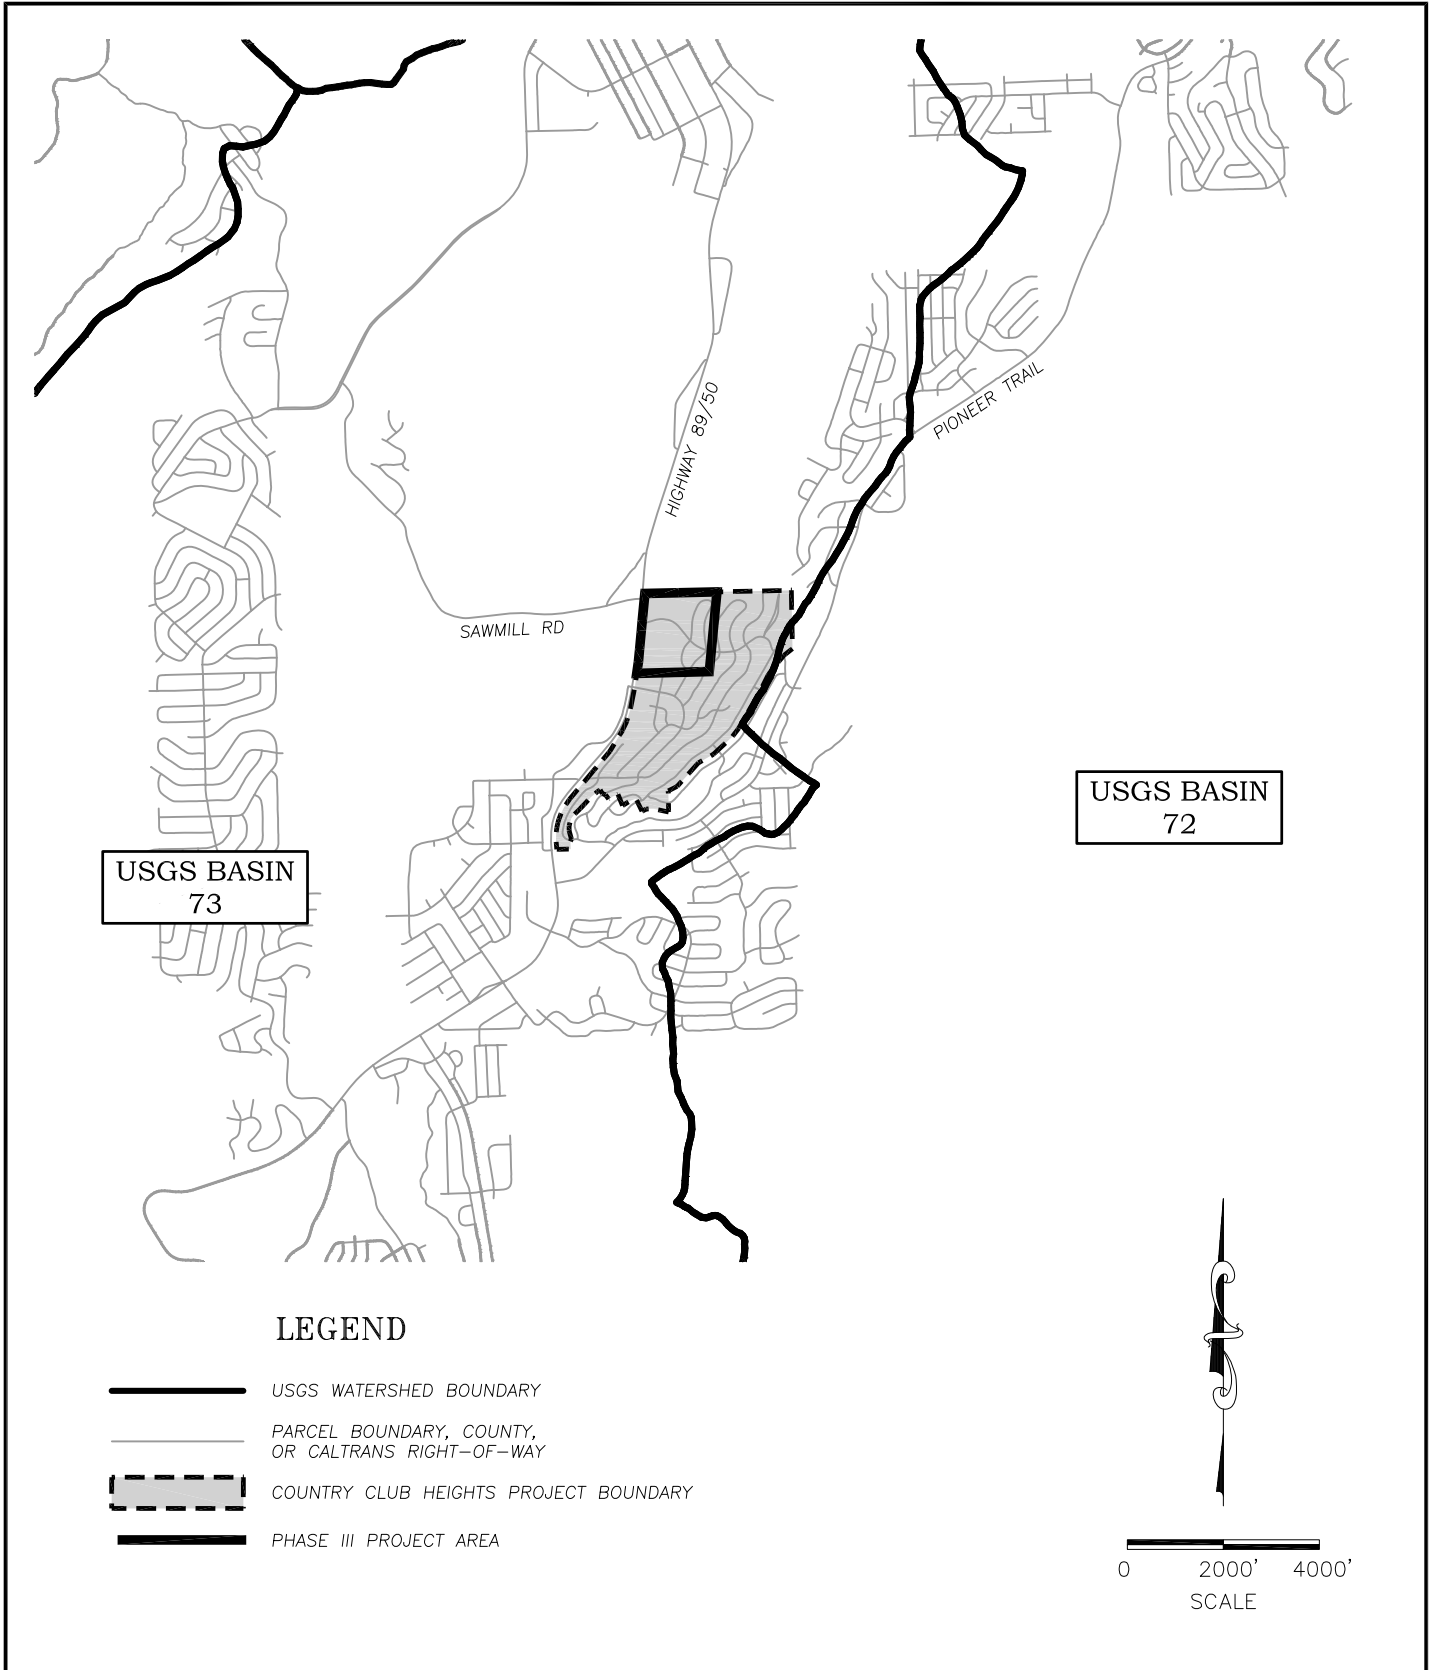 PIONEER TRAIL
HIGHWAY 89/50
SAWMILL RD
USGS BASIN
72
USGS BASIN
73
LEGEND
USGS WATERSHED BOUNDARY
PARCEL BOUNDARY, COUNTY,
OR CALTRANS RIGHT-OF-WAY
COUNTRY CLUB HEIGHTS PROJECT BOUNDARY
PHASE III PROJECT AREA
0 2000' 4000'
SCALE